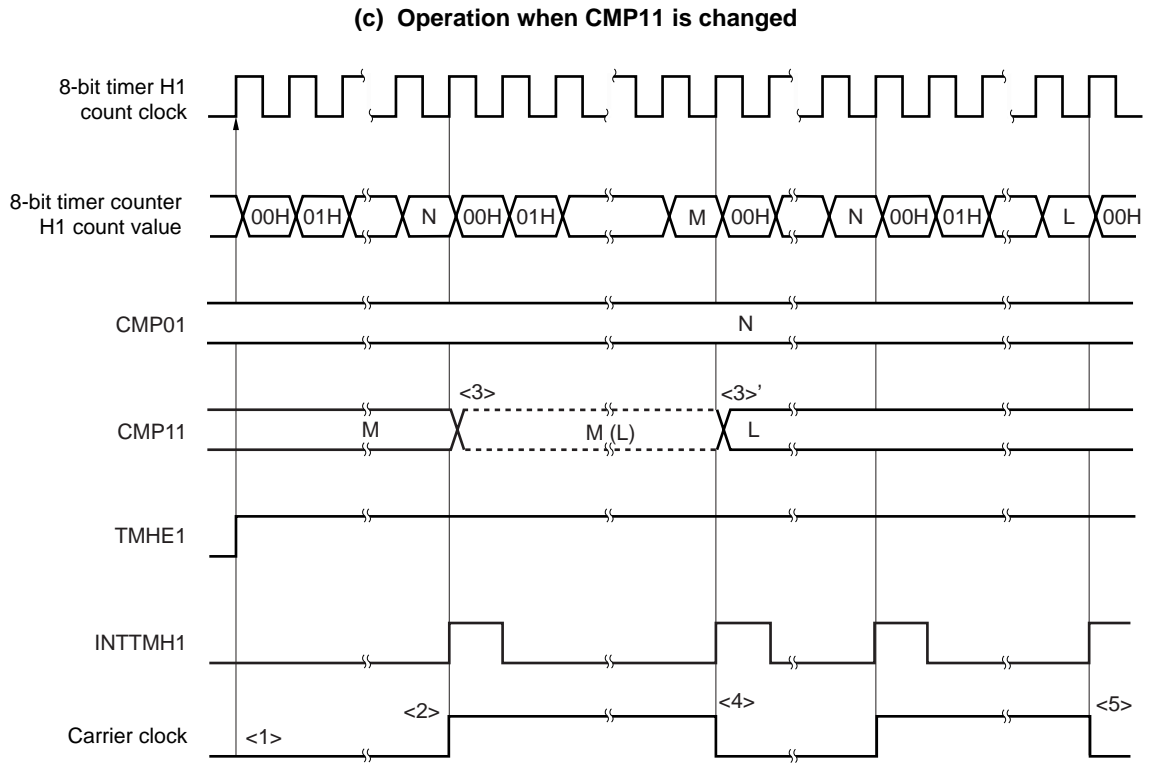 (c) Operation when CMP11 is changed
8-bit timer H1
count clock
8-bit timer counter
H1 count value
00H 01H N 00H 01H M 00H N 00H 01H L 00H
CMP01
N
<3> <3>’
CMP11
M M (L) L
TMHE1
INTTMH1
<2> <4> <5>
Carrier clock
<1>